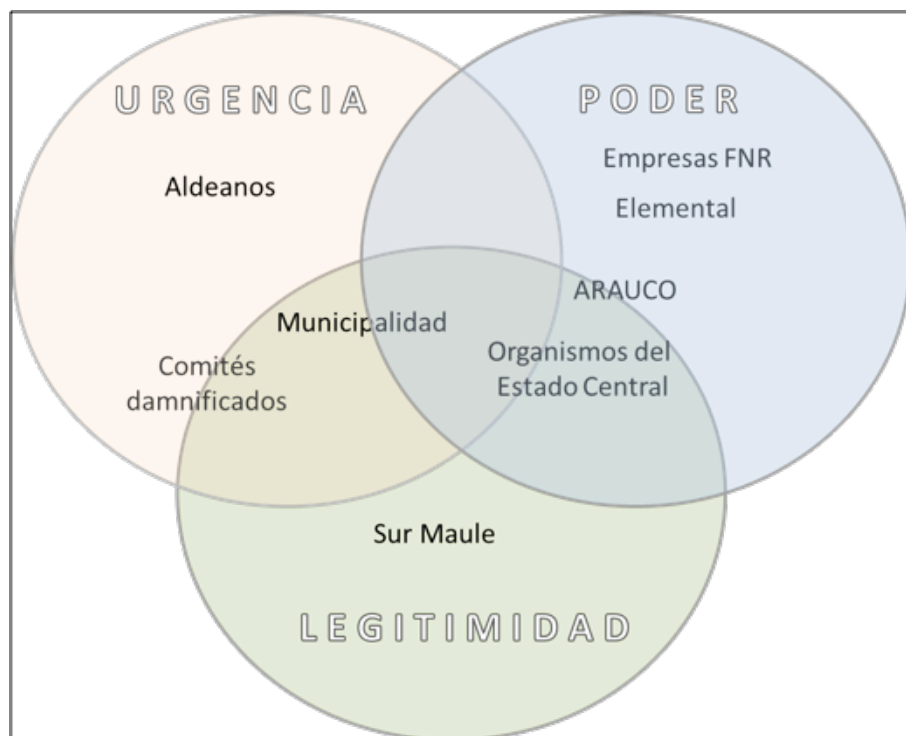 URGENCIA
PODER
Empresas FNR
Aldeanos
Elemental
ARAUCO
Municipalidad
Organismos del
Estado Central
Comités
damnificados
Sur Maule
LEGITIMIDAD